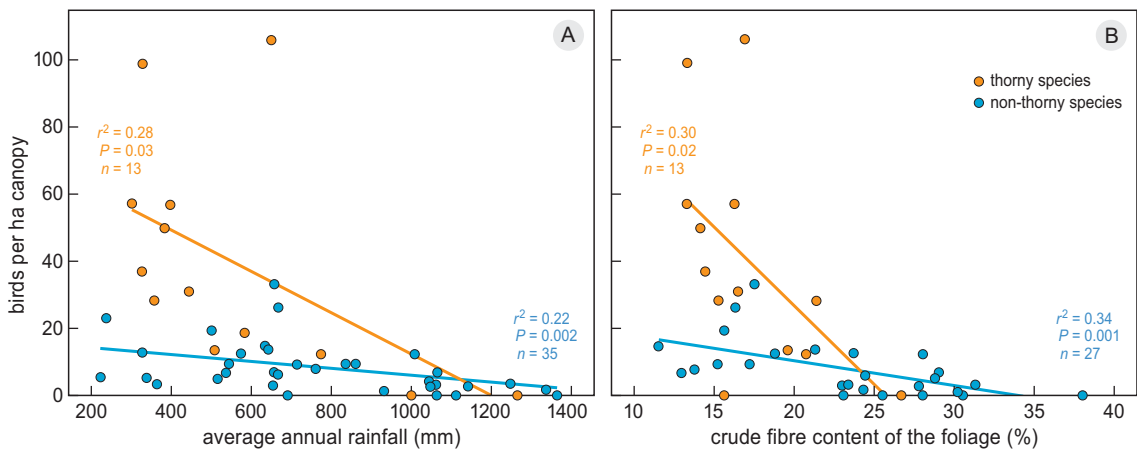 A
B
thorny species
non-thorny species
r² = 0.28
P = 0.03
n = 13
r² = 0.22
P = 0.002
n = 35
r² = 0.30
P = 0.02
n = 13
r² = 0.34
P = 0.001
n = 27
birds per ha canopy
100
80
60
40
20
0
200 400 600 800 1000 1200 1400
10 15 20 25 30 35 40
average annual rainfall (mm)
crude fibre content of the foliage (%)